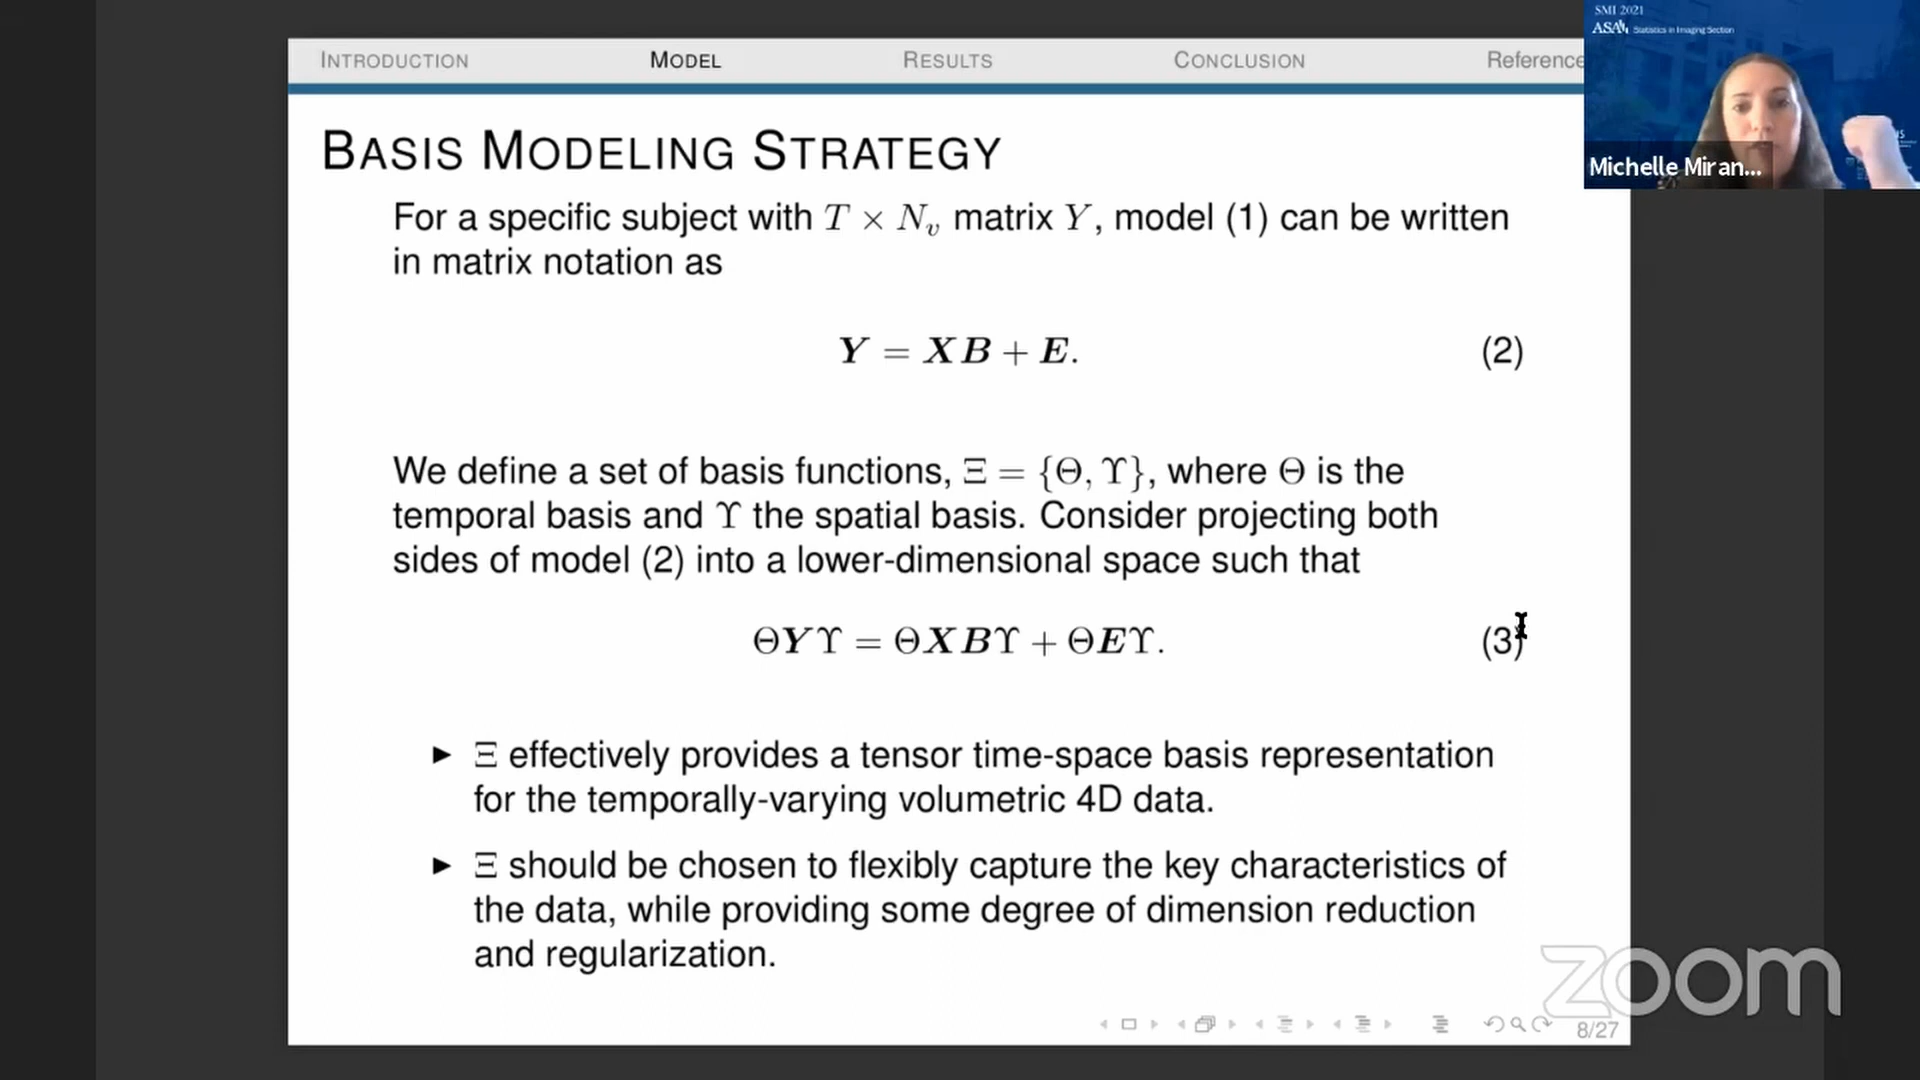 INTRODUCTION MODEL RESULTS CONCLUSION Reference
SMI 2021
ASA Statistics in Imaging Section
Michelle Miran...
BASIS MODELING STRATEGY
For a specific subject with T × N_v matrix Y, model (1) can be written
in matrix notation as
Y = XB + E. (2)
We define a set of basis functions, Ξ = {Θ, ϒ}, where Θ is the
temporal basis and ϒ the spatial basis. Consider projecting both
sides of model (2) into a lower-dimensional space such that
ΘYϒ = ΘXBϒ + ΘEϒ. (3)
▶ Ξ effectively provides a tensor time-space basis representation
for the temporally-varying volumetric 4D data.
▶ Ξ should be chosen to flexibly capture the key characteristics of
the data, while providing some degree of dimension reduction
and regularization.
zoom
8/27